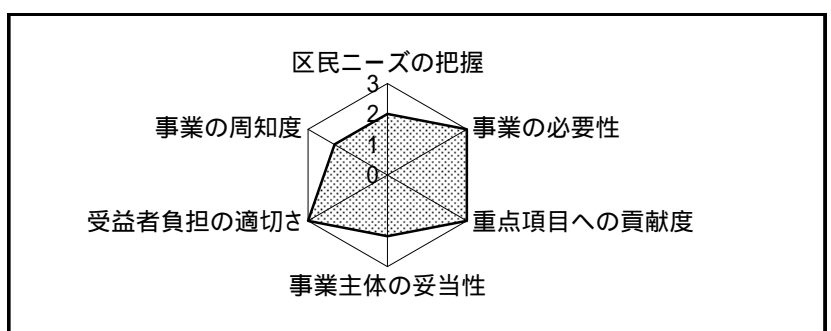 区民ニーズの把握
3
事業の周知度
2
事業の必要性
1
0
受益者負担の適切さ
重点項目への貢献度
事業主体の妥当性